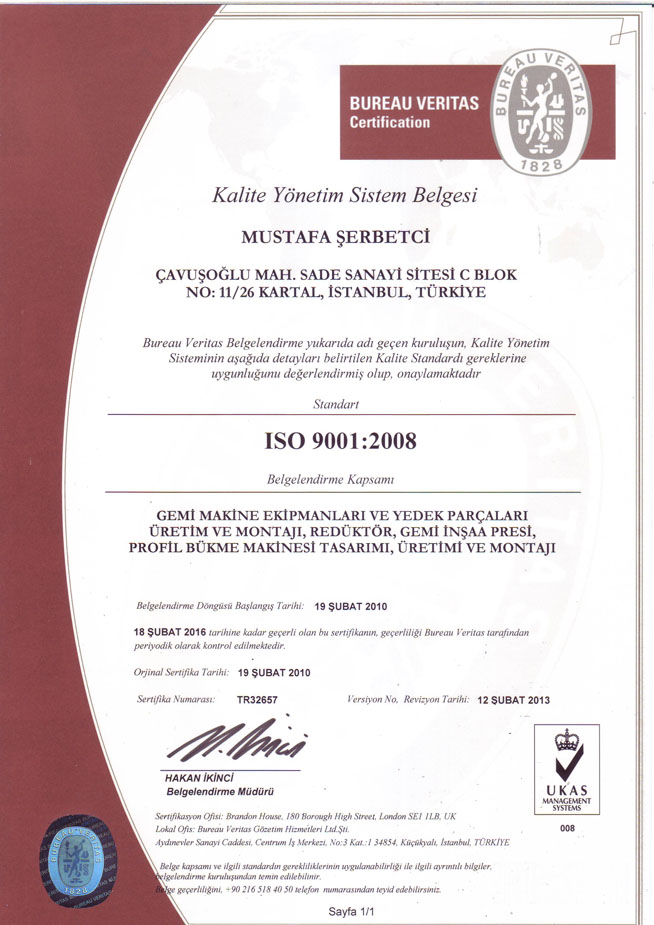 BUREAU VERITAS
Certification
BUREAU VERITAS
1828
Kalite Yönetim Sistem Belgesi
MUSTAFA ŞERBETCİ
ÇAVUŞOĞLU MAH. SADE SANAYİ SİTESİ C BLOK
NO: 11/26 KARTAL, İSTANBUL, TÜRKİYE
Bureau Veritas Belgelendirme yukarıda adı geçen kuruluşun, Kalite Yönetim
Sisteminin aşağıda detayları belirtilen Kalite Standardı gereklerine
uygunluğunu değerlendirmiş olup, onaylamaktadır
Standart
ISO 9001:2008
Belgelendirme Kapsamı
GEMİ MAKİNE EKİPMANLARI VE YEDEK PARÇALARI
ÜRETİM VE MONTAJI, REDÜKTÖR, GEMİ İNŞAA PRESİ,
PROFİL BÜKME MAKİNESİ TASARIMI, ÜRETİMİ VE MONTAJI
Belgelendirme Döngüsü Başlangış Tarihi: 19 ŞUBAT 2010
18 ŞUBAT 2016 tarihine kadar geçerli olan bu sertifikanın, geçerliliği Bureau Veritas tarafından
periyodik olarak kontrol edilmektedir.
Orjinal Sertifika Tarihi: 19 ŞUBAT 2010
Sertifika Numarası: TR32657 Versiyon No, Revizyon Tarihi: 12 ŞUBAT 2013
HAKAN İKİNCİ
Belgelendirme Müdürü
UKAS
MANAGEMENT
SYSTEMS
008
Sertifikasyon Ofisi: Brandon House, 180 Borough High Street, London SE1 1LB, UK
Lokal Ofis: Bureau Veritas Gözetim Hizmetleri Ltd.Şti.
Aydınevler Sanayi Caddesi, Centrum İş Merkezi, No:3 Kat.:1 34854, Küçükyalı, İstanbul, TÜRKİYE
Belge kapsamı ve ilgili standardın gerekliliklerinin uygulanabilirliği ile ilgili ayrıntılı bilgiler,
belgelendirme kuruluşundan temin edilebilinir.
Belge geçerliliğini, +90 216 518 40 50 telefon numarasından teyid edebilirsiniz.
BUREAU VERITAS
1828
Sayfa 1/1